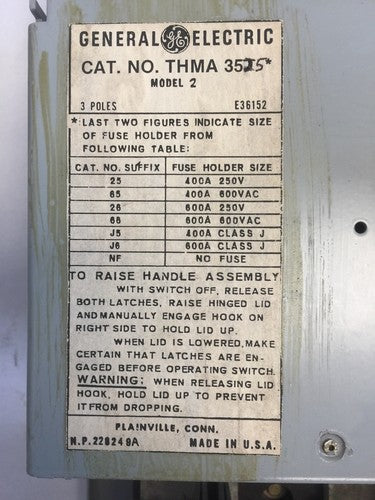 GENERAL GE ELECTRIC
CAT. NO. THMA 3525*
MODEL 2
3 POLES E36152
*LAST TWO FIGURES INDICATE SIZE
OF FUSE HOLDER FROM
FOLLOWING TABLE:
CAT. NO. SUFFIX FUSE HOLDER SIZE
25 400A 250V
65 400A 600VAC
26 600A 250V
66 600A 600VAC
J5 400A CLASS J
J6 600A CLASS J
NF NO FUSE
TO RAISE HANDLE ASSEMBLY
WITH SWITCH OFF, RELEASE
BOTH LATCHES, RAISE HINGED LID
AND MANUALLY ENGAGE HOOK ON
RIGHT SIDE TO HOLD LID UP.
WHEN LID IS LOWERED, MAKE
CERTAIN THAT LATCHES ARE EN-
GAGED BEFORE OPERATING SWITCH.
WARNING: WHEN RELEASING LID
HOOK, HOLD LID UP TO PREVENT
IT FROM DROPPING.
PLAINVILLE, CONN.
N.P. 228249A MADE IN U.S.A.